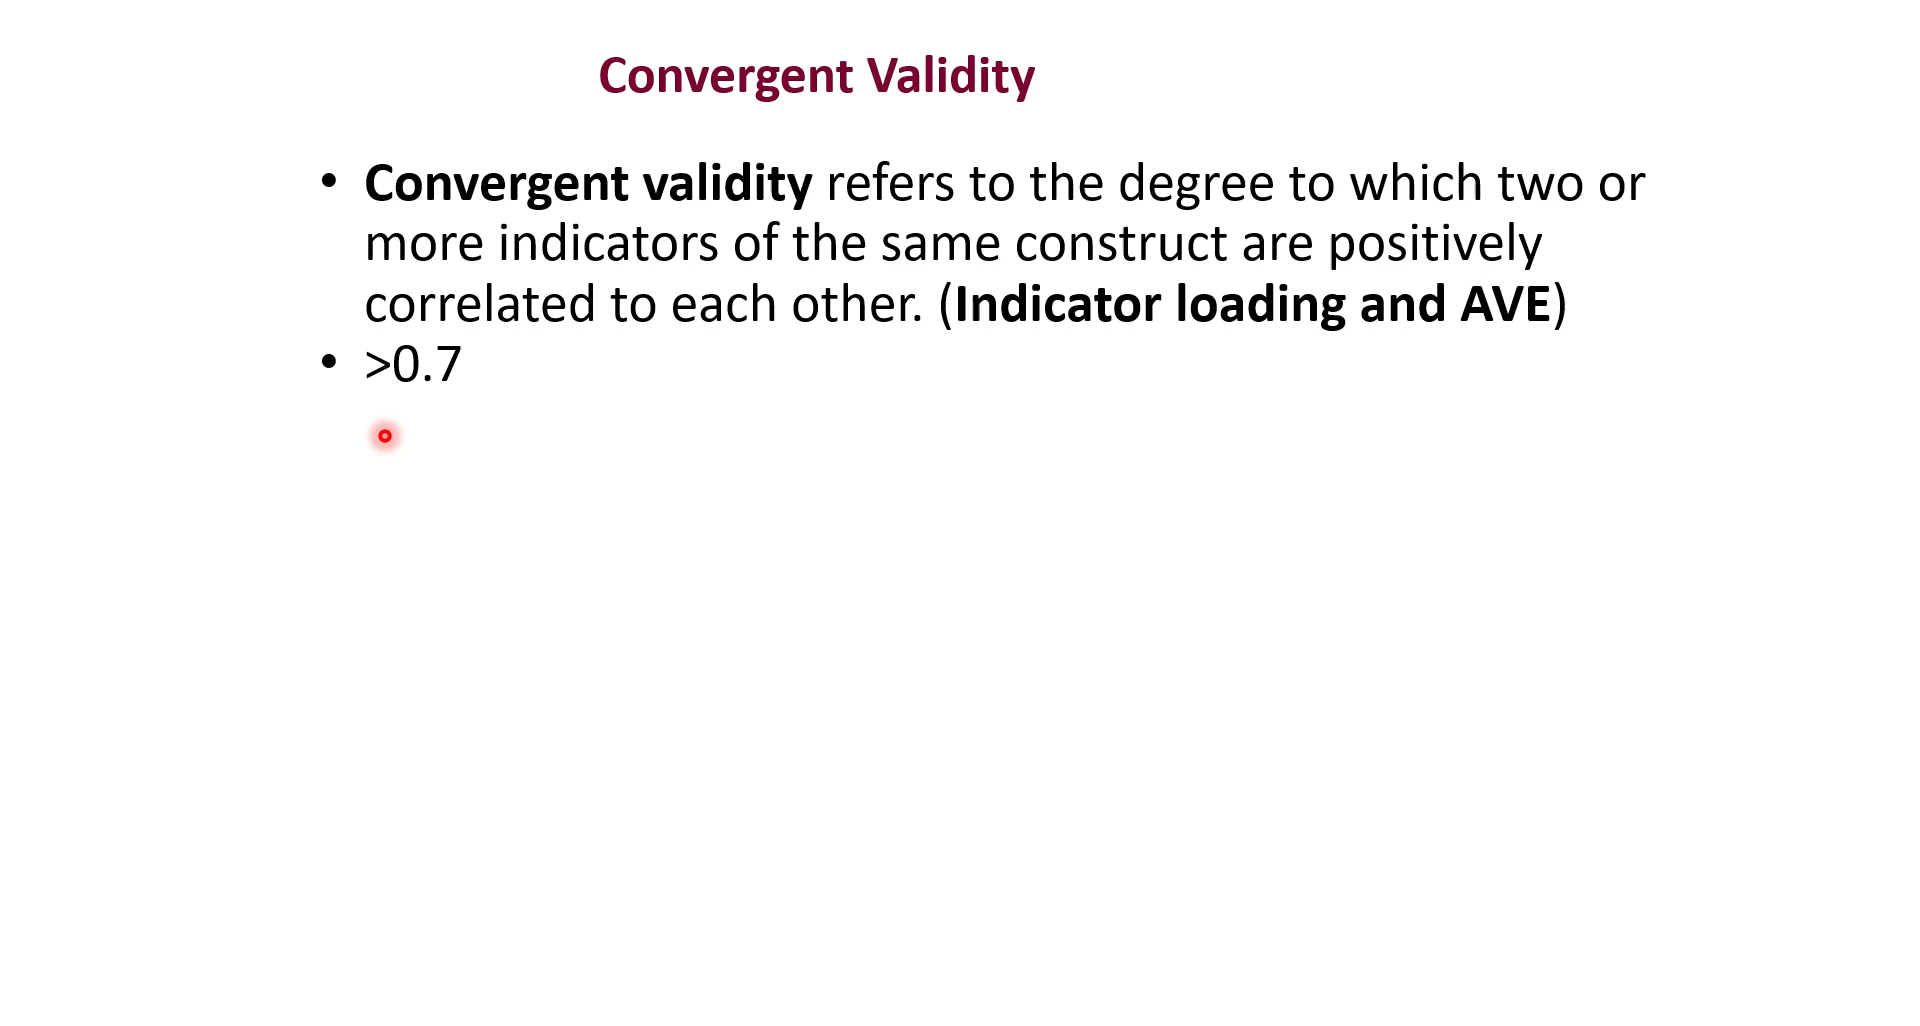 Convergent Validity
• Convergent validity refers to the degree to which two or
more indicators of the same construct are positively
correlated to each other. (Indicator loading and AVE)
• >0.7